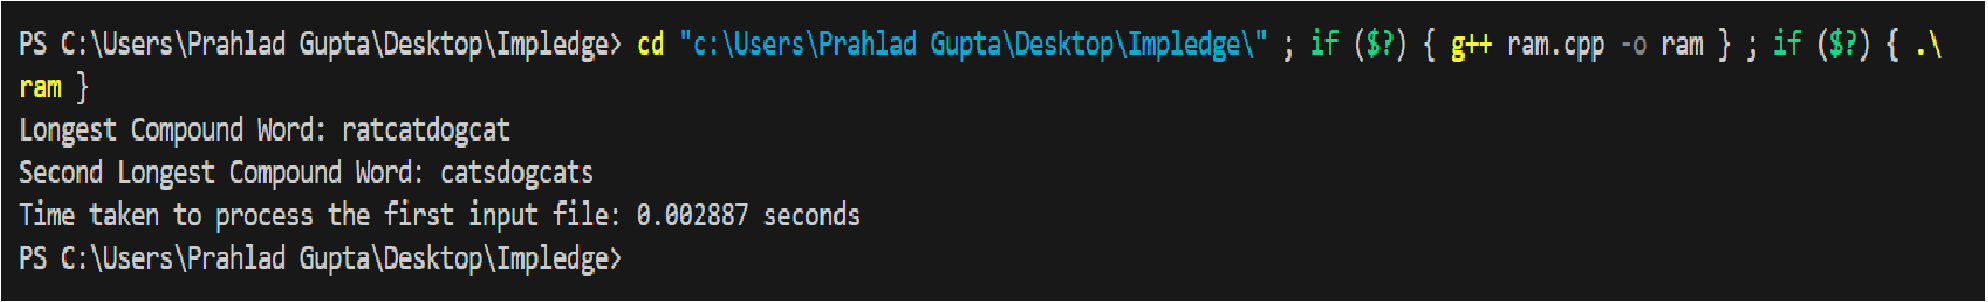 PS C:\Users\Prahlad Gupta\Desktop\Impledge> cd "c:\Users\Prahlad Gupta\Desktop\Impledge\" ; if ($?) { g++ ram.cpp -o ram } ; if ($?) { .\
ram }
Longest Compound Word: ratcatdogcat
Second Longest Compound Word: catsdogcats
Time taken to process the first input file: 0.002887 seconds
PS C:\Users\Prahlad Gupta\Desktop\Impledge>